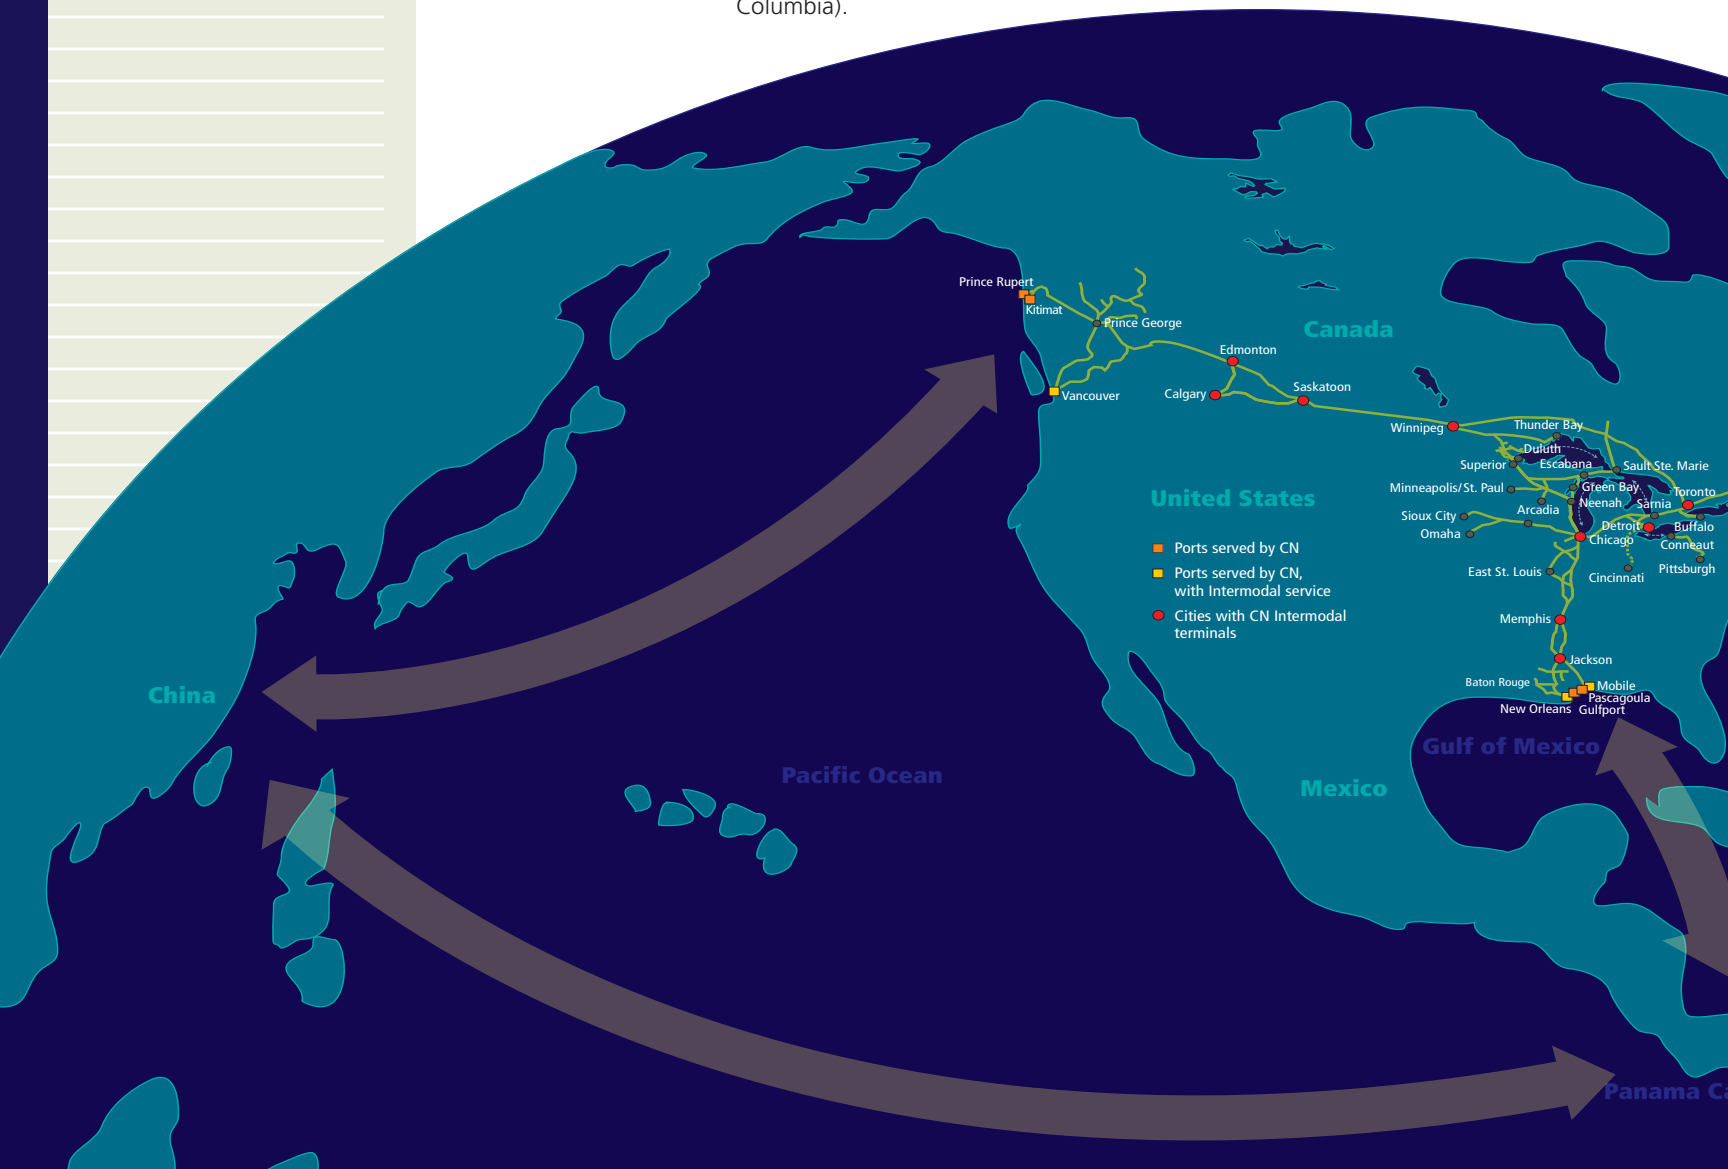 Columbia).
Prince Rupert
Kitimat
Prince George
Canada
Edmonton
Calgary
Saskatoon
Vancouver
Winnipeg
Thunder Bay
Duluth
Superior
Escabana
Sault Ste. Marie
Minneapolis/St. Paul
Green Bay
Toronto
Neenah
Sarnia
Arcadia
Sioux City
Omaha
Detroit
Buffalo
Chicago
Conneaut
United States
East St. Louis
Cincinnati
Pittsburgh
Ports served by CN
Ports served by CN,
with Intermodal service
Cities with CN Intermodal
terminals
Memphis
Jackson
Baton Rouge
Mobile
Pascagoula
New Orleans
Gulfport
China
Gulf of Mexico
Pacific Ocean
Mexico
Panama